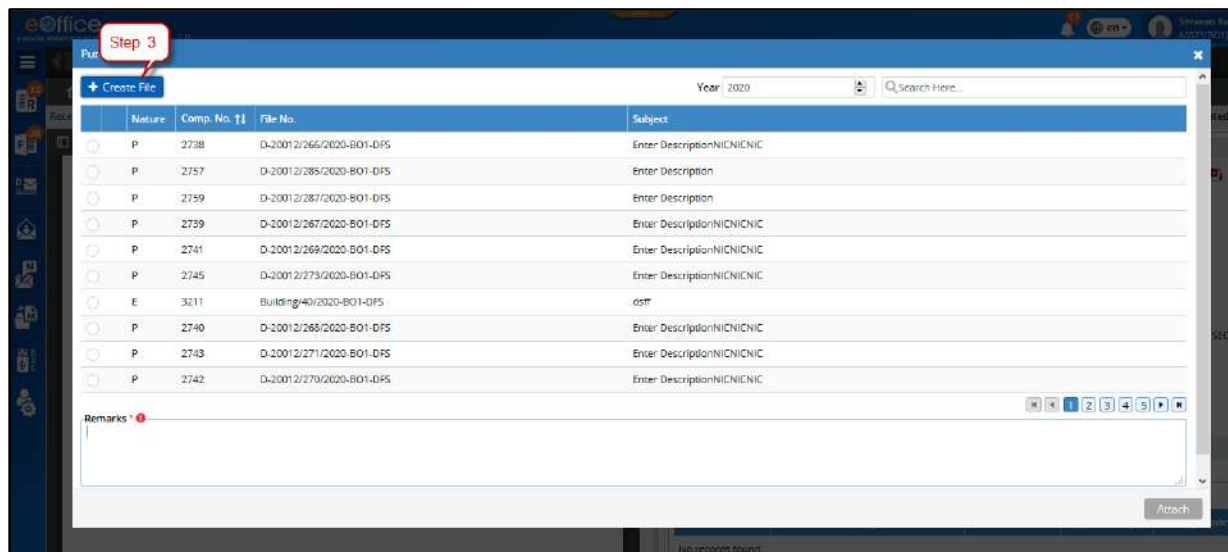 eOffice
en
Step 3
Create File
Year 2020
Search Here...
Nature Comp. No. File No. Subject
P 2738 D-20012/266/2020-BO1-DFS Enter DescriptionNICNICNIC
P 2757 D-20012/285/2020-BO1-DFS Enter Description
P 2759 D-20012/287/2020-BO1-DFS Enter Description
P 2739 D-20012/267/2020-BO1-DFS Enter DescriptionNICNICNIC
P 2741 D-20012/269/2020-BO1-DFS Enter DescriptionNICNICNIC
P 2745 D-20012/273/2020-BO1-DFS Enter DescriptionNICNICNIC
E 3211 Building/40/2020-BO1-DFS dsff
P 2740 D-20012/268/2020-BO1-DFS Enter DescriptionNICNICNIC
P 2743 D-20012/271/2020-BO1-DFS Enter DescriptionNICNICNIC
P 2742 D-20012/270/2020-BO1-DFS Enter DescriptionNICNICNIC
1 2 3 4 5
Remarks *
Attach
No records found